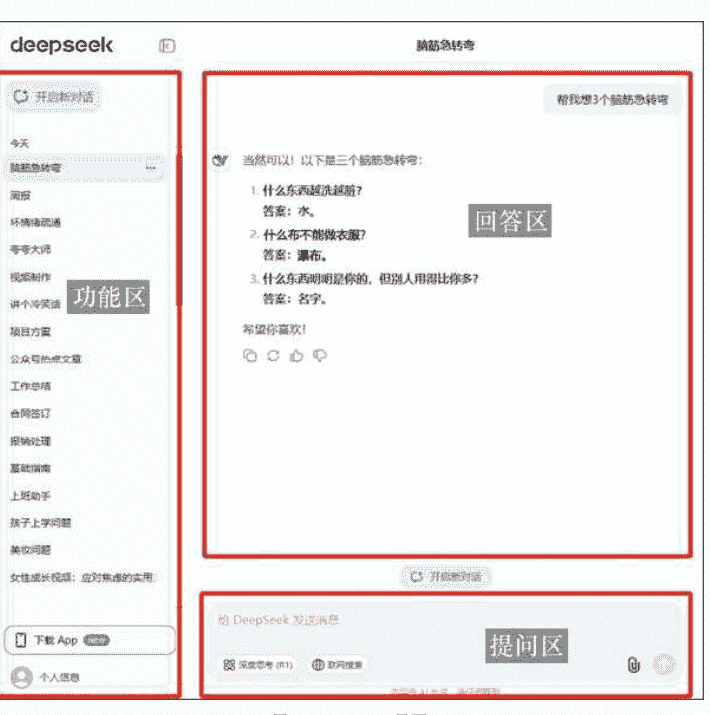 deepseek
脑筋急转弯
开启新对话
帮我想3个脑筋急转弯
今天
脑筋急转弯
周报
坏情绪疏通
夸夸大师
视频制作
讲个冷笑话
功能区
项目方案
公众号热点文章
工作总结
合同签订
报销处理
基础指南
上班助手
孩子上学问题
美妆问题
女性成长视频：应对焦虑的实用
下载 App NEW
个人信息
当然可以！以下是三个脑筋急转弯：
1. 什么东西越洗越脏？
答案：水。
2. 什么布不能做衣服？
答案：瀑布。
3. 什么东西明明是你的，但别人用得比你多？
答案：名字。
希望你喜欢！
回答区
开启新对话
给 DeepSeek 发送消息
深度思考 (R1)
联网搜索
提问区